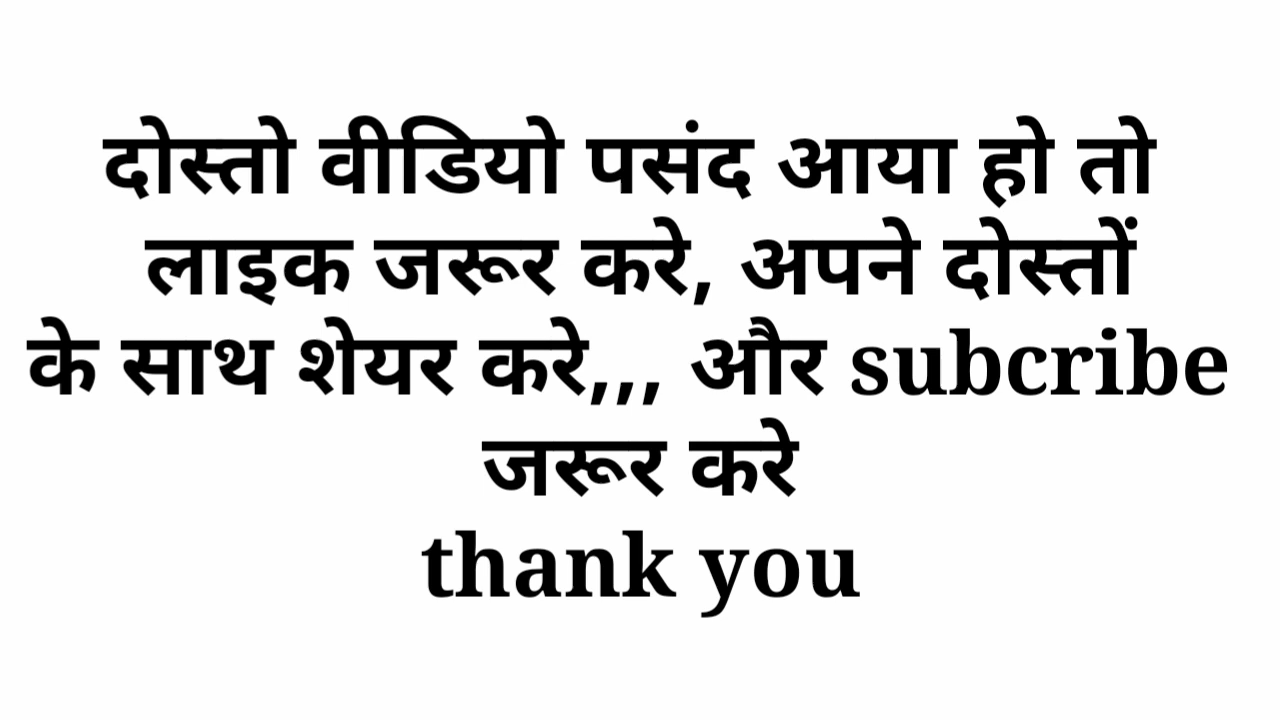 दोस्तो वीडियो पसंद आया हो तो
लाइक जरूर करे, अपने दोस्तों
के साथ शेयर करे,,, और subcribe
जरूर करे
thank you